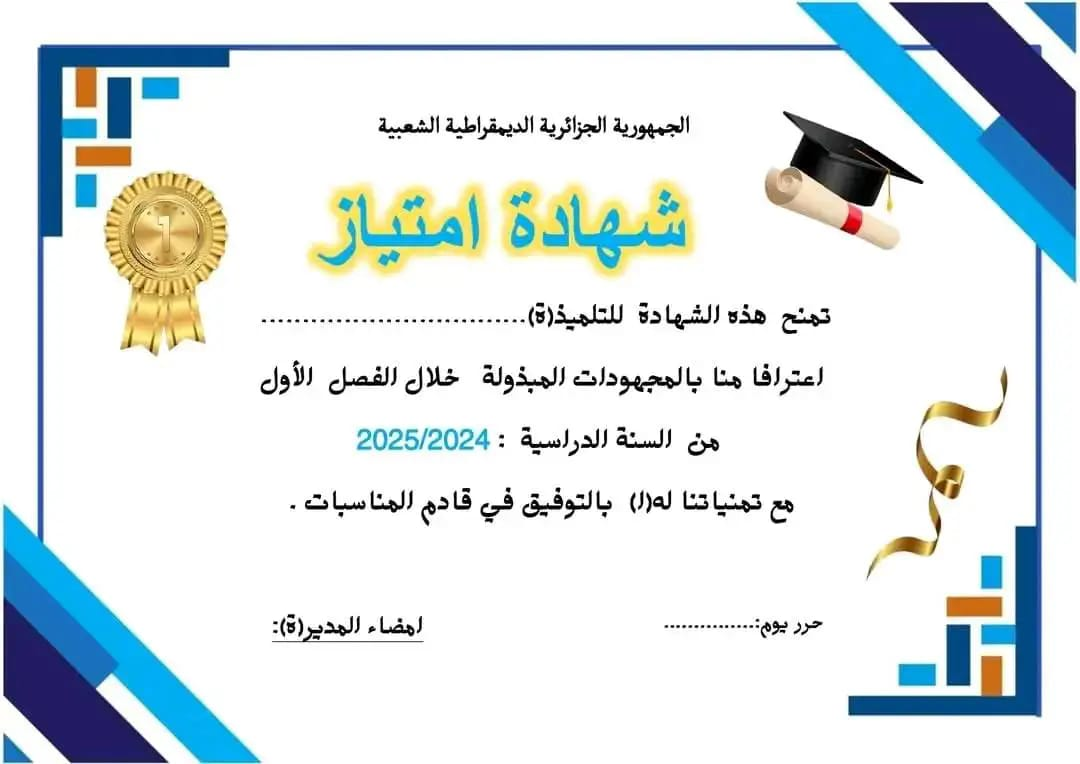 الجمهورية الجزائرية الديمقراطية الشعبية
شهادة امتياز
1
تمنح هذه الشهادة للتلميذ(ة)................................
اعترافا منا بالمجهودات المبذولة خلال الفصل الأول
من السنة الدراسية : 2025/2024
مع تمنياتنا له(ا) بالتوفيق في قادم المناسبات .
حرر يوم:...............
امضاء المدير(ة):